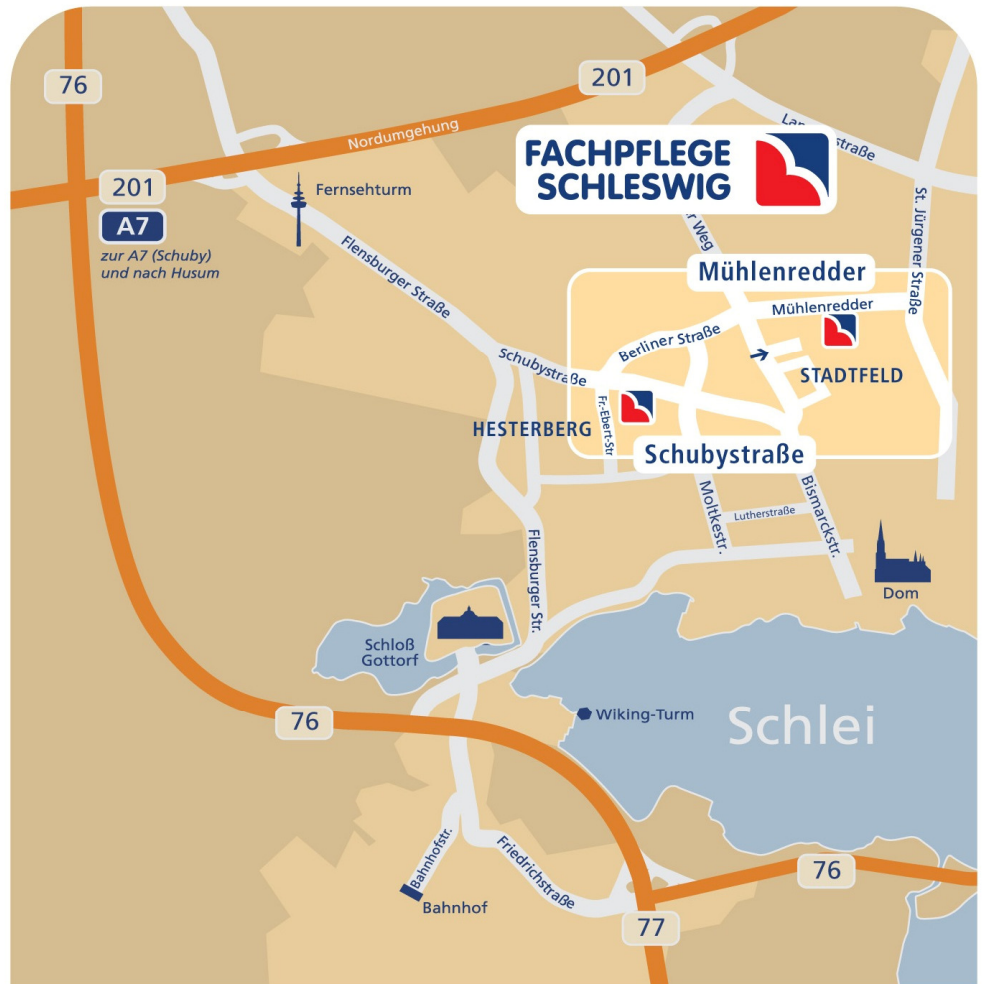 76
201
Nordumgehung
201
A7
zur A7 (Schuby)
und nach Husum
Fernsehturm
FACHPFLEGE
SCHLESWIG
straße
St. Jürgener Straße
Weg
Flensburger Straße
Mühlenredder
Mühlenredder
Berliner Straße
Schubystraße
STADTFELD
HESTERBERG
Fr.-Ebert-Str
Schubystraße
Moltkestr.
Lutherstraße
Bismarckstr.
Flensburger Str.
Dom
Schloß
Gottorf
Wiking-Turm
Schlei
76
Bahnhofstr.
Friedrichstraße
Bahnhof
76
77